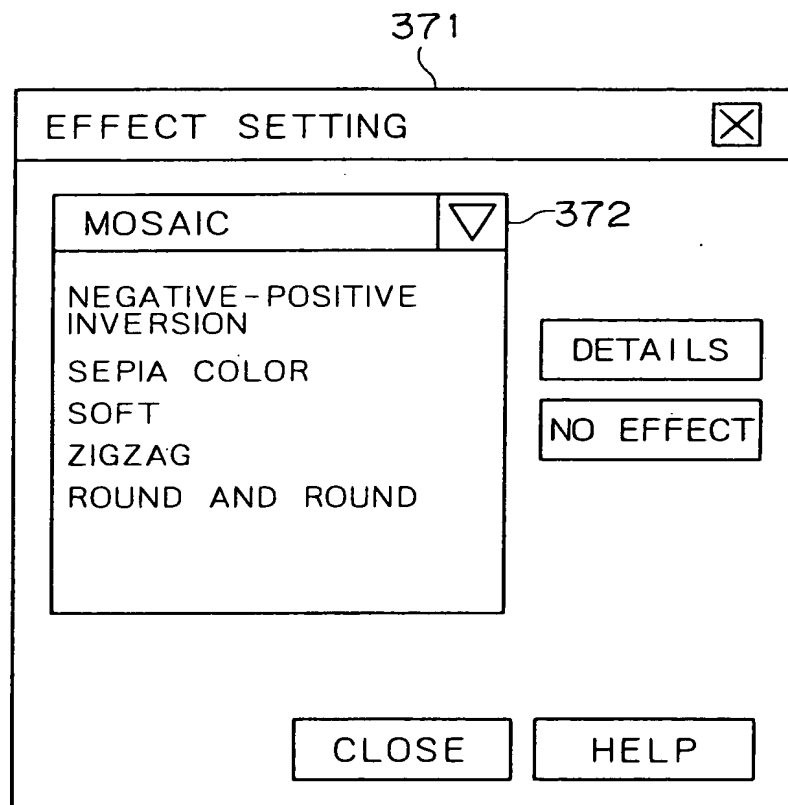 371
EFFECT SETTING
MOSAIC
372
NEGATIVE-POSITIVE
INVERSION
SEPIA COLOR
SOFT
ZIGZAG
ROUND AND ROUND
DETAILS
NO EFFECT
CLOSE
HELP